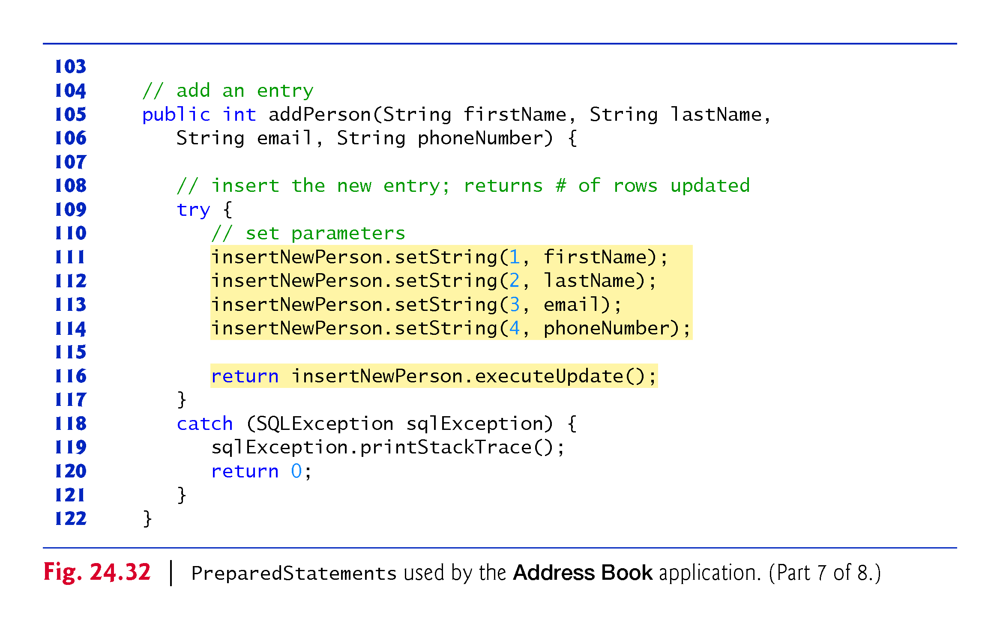 103
104 // add an entry
105 public int addPerson(String firstName, String lastName,
106 String email, String phoneNumber) {
107
108 // insert the new entry; returns # of rows updated
109 try {
110 // set parameters
111 insertNewPerson.setString(1, firstName);
112 insertNewPerson.setString(2, lastName);
113 insertNewPerson.setString(3, email);
114 insertNewPerson.setString(4, phoneNumber);
115
116 return insertNewPerson.executeUpdate();
117 }
118 catch (SQLException sqlException) {
119 sqlException.printStackTrace();
120 return 0;
121 }
122 }
Fig. 24.32 | PreparedStatements used by the Address Book application. (Part 7 of 8.)